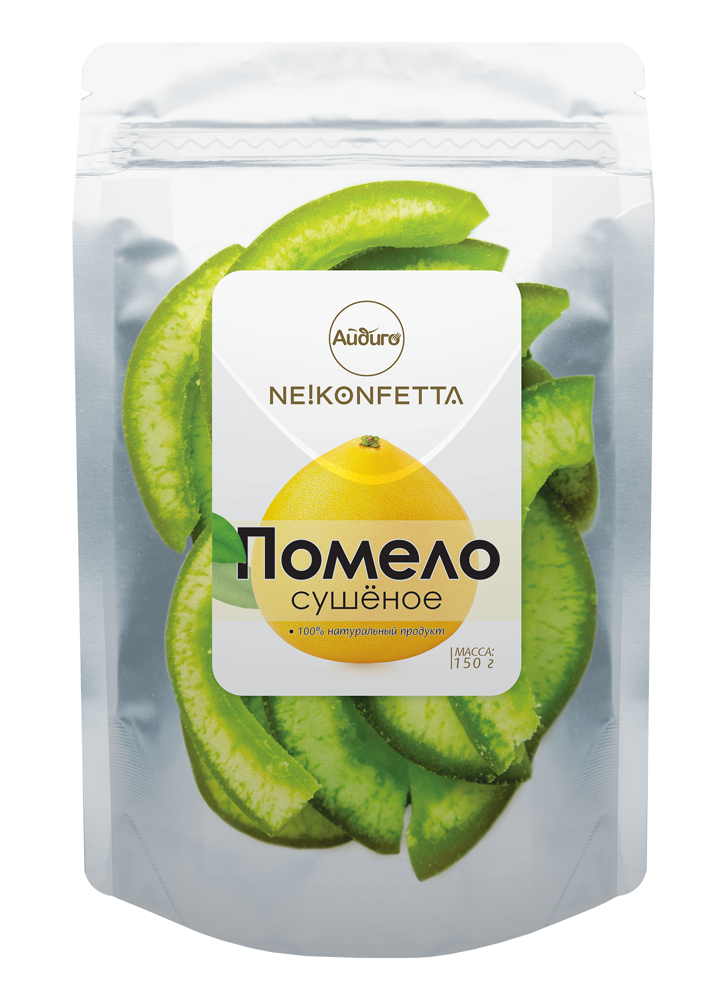 Айдиго
NE!KONFETTA
Помело
сушёное
• 100% натуральный продукт
МАССА:
150 г